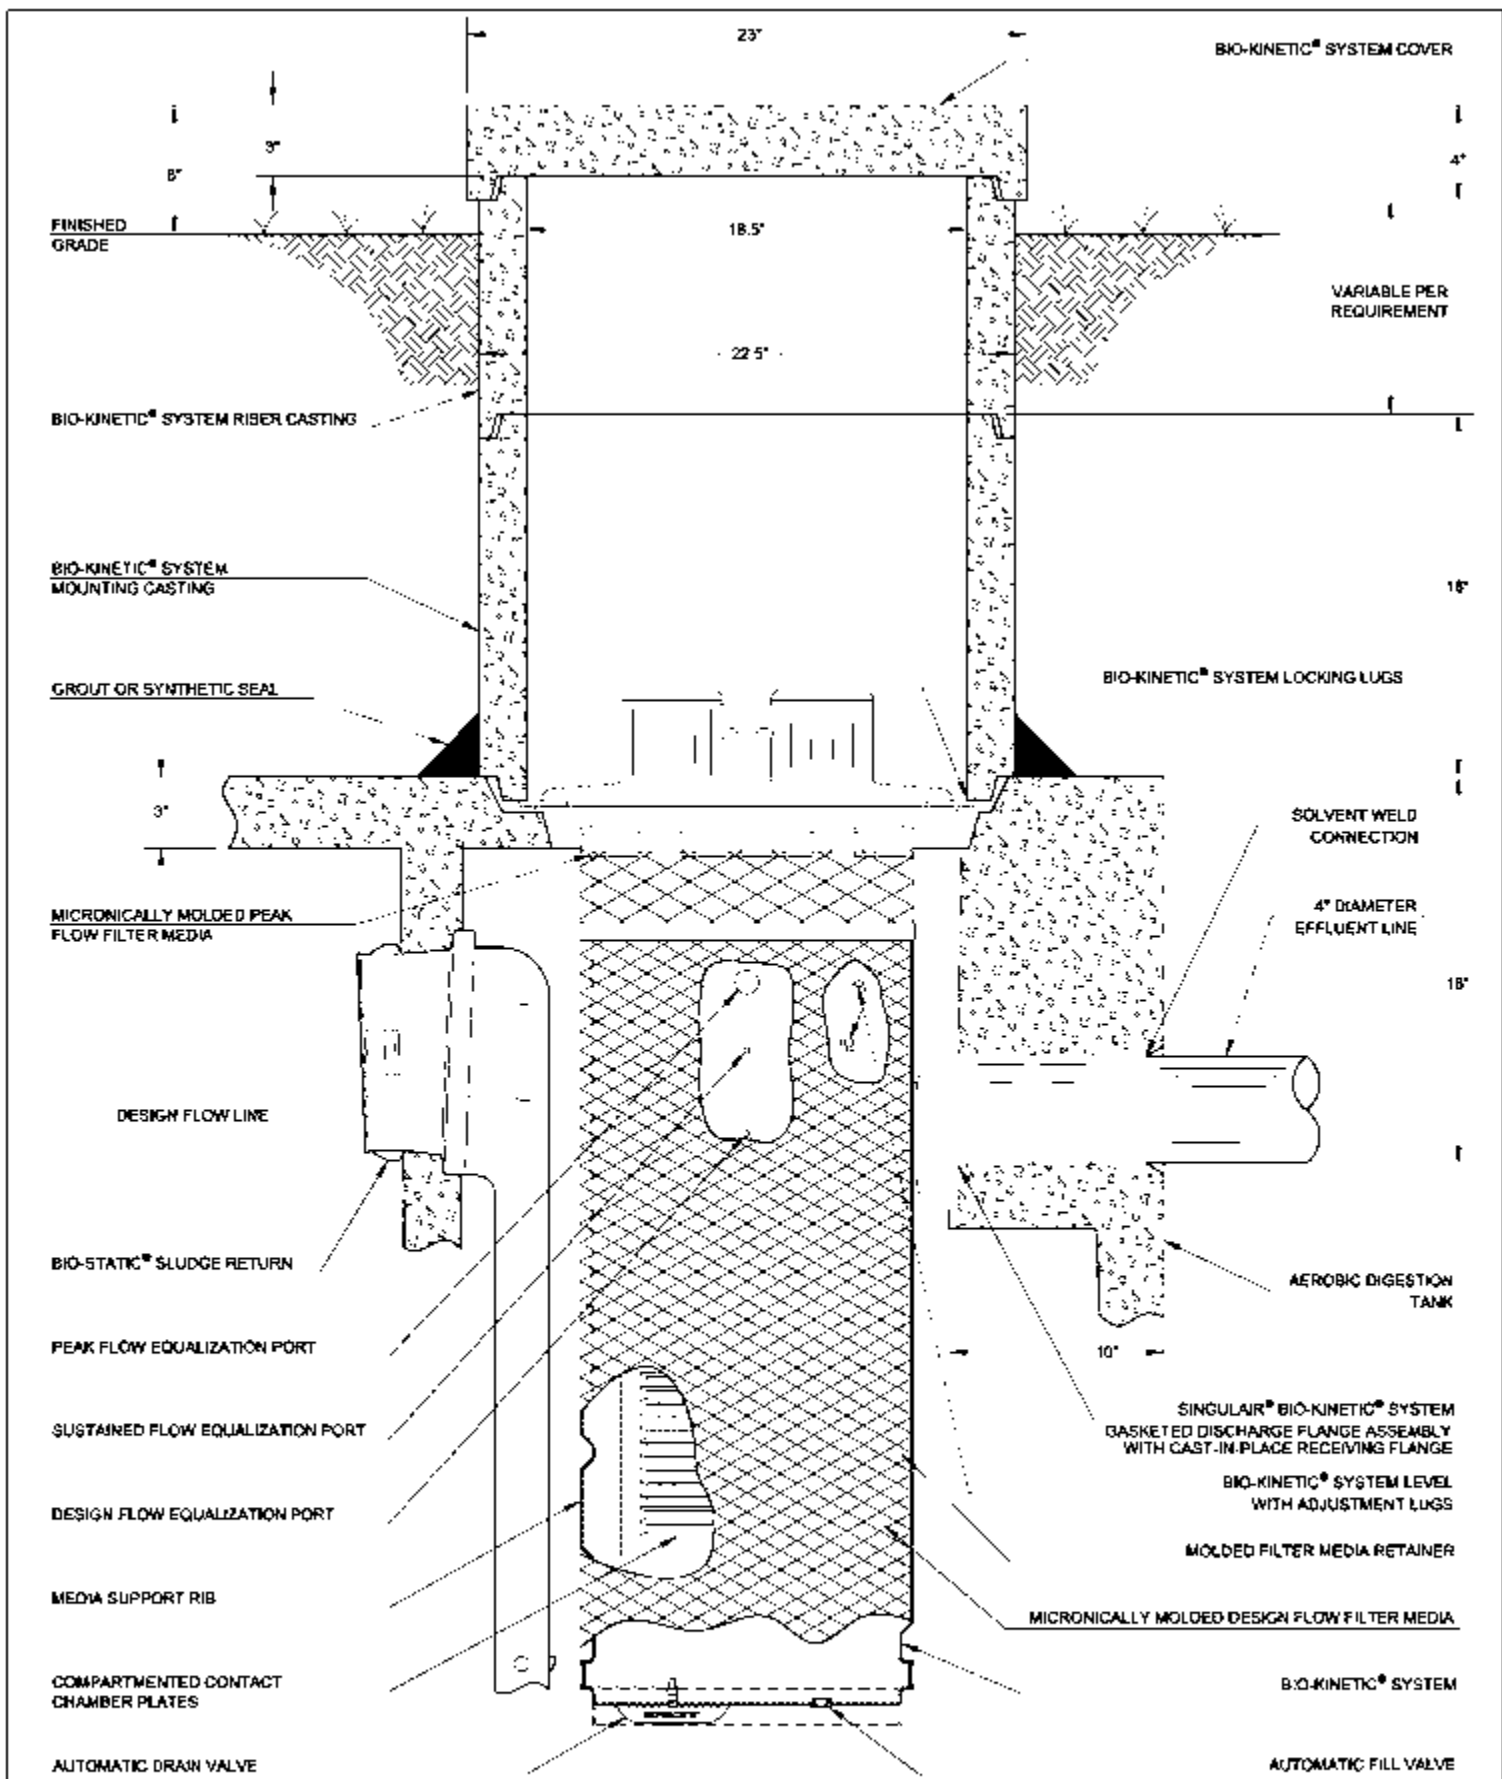 23"
BIO-KINETIC® SYSTEM COVER
3"
4"
6"
FINISHED
GRADE
18.5"
VARIABLE PER
REQUIREMENT
22.5"
BIO-KINETIC® SYSTEM RISER CASTING
BIO-KINETIC® SYSTEM
MOUNTING CASTING
GROUT OR SYNTHETIC SEAL
BIO-KINETIC® SYSTEM LOCKING LUGS
3"
SOLVENT WELD
CONNECTION
MICRONICALLY MOLDED PEAK
FLOW FILTER MEDIA
4" DIAMETER
EFFLUENT LINE
DESIGN FLOW LINE
BIO-STATIC® SLUDGE RETURN
AEROBIC DIGESTION
TANK
PEAK FLOW EQUALIZATION PORT
10"
SUSTAINED FLOW EQUALIZATION PORT
SINGULAIR® BIO-KINETIC® SYSTEM
GASKETED DISCHARGE FLANGE ASSEMBLY
WITH CAST-IN-PLACE RECEIVING FLANGE
BIO-KINETIC® SYSTEM LEVEL
WITH ADJUSTMENT LUGS
DESIGN FLOW EQUALIZATION PORT
MOLDED FILTER MEDIA RETAINER
MEDIA SUPPORT RIB
MICRONICALLY MOLDED DESIGN FLOW FILTER MEDIA
COMPARTMENTED CONTACT
CHAMBER PLATES
BIO-KINETIC® SYSTEM
AUTOMATIC DRAIN VALVE
AUTOMATIC FILL VALVE